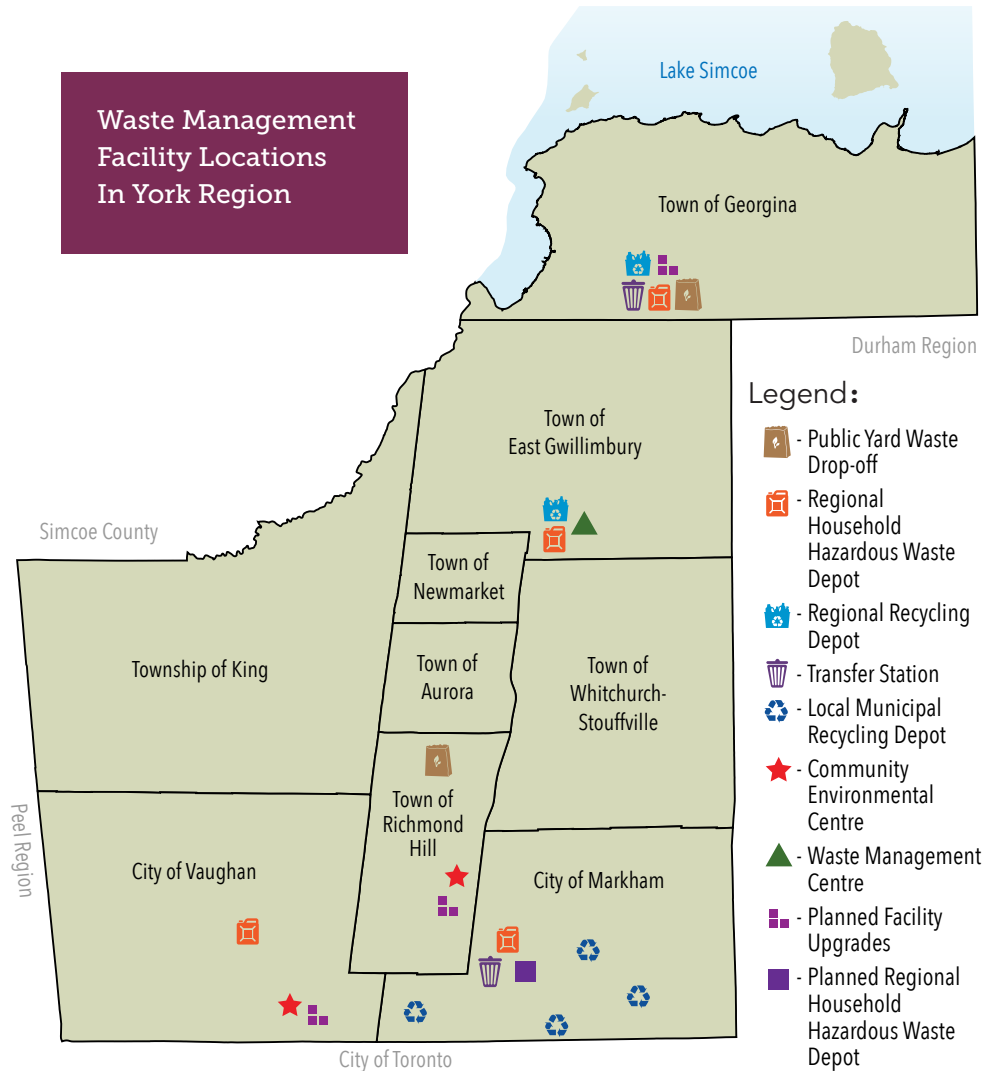 Waste Management
Facility Locations
In York Region
Lake Simcoe
Town of Georgina
Durham Region
Town of
East Gwillimbury
Simcoe County
Town of
Newmarket
Township of King
Town of
Aurora
Town of
Whitchurch-
Stouffville
Peel Region
Town of
Richmond
Hill
City of Vaughan
City of Markham
City of Toronto
Legend:
- Public Yard Waste
Drop-off
- Regional
Household
Hazardous Waste
Depot
- Regional Recycling
Depot
- Transfer Station
- Local Municipal
Recycling Depot
- Community
Environmental
Centre
- Waste Management
Centre
- Planned Facility
Upgrades
- Planned Regional
Household
Hazardous Waste
Depot